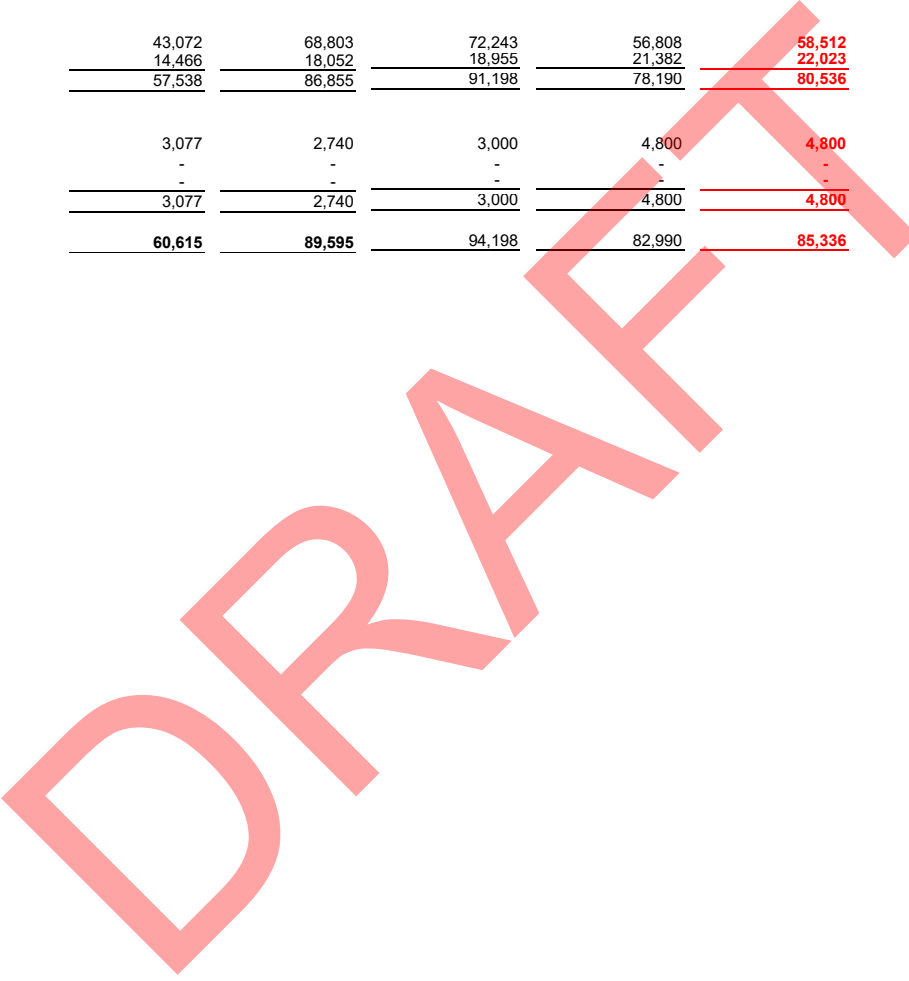 43,072 68,803 72,243 56,808 58,512
14,466 18,052 18,955 21,382 22,023
57,538 86,855 91,198 78,190 80,536
3,077 2,740 3,000 4,800 4,800
- - - - -
- - - - -
3,077 2,740 3,000 4,800 4,800
60,615 89,595 94,198 82,990 85,336
DRAFT